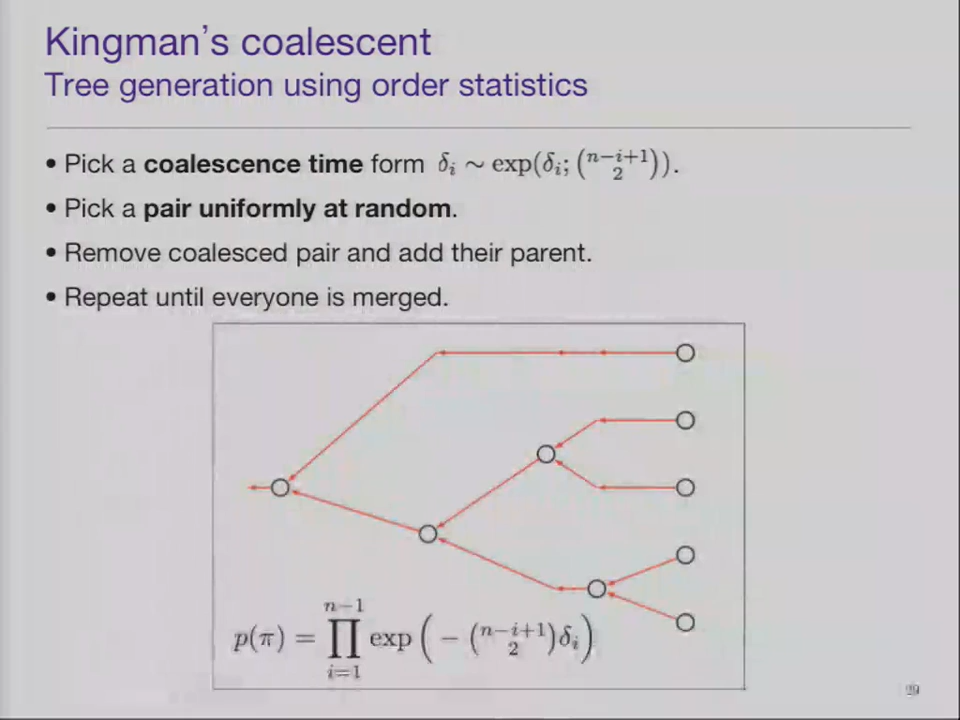 Kingman's coalescent
Tree generation using order statistics
• Pick a coalescence time form δᵢ ~ exp(δᵢ; (n−i+1 2)).
• Pick a pair uniformly at random.
• Remove coalesced pair and add their parent.
• Repeat until everyone is merged.
p(π) = ∏_{i=1}^{n−1} exp(−(n−i+1 2)δᵢ)
29